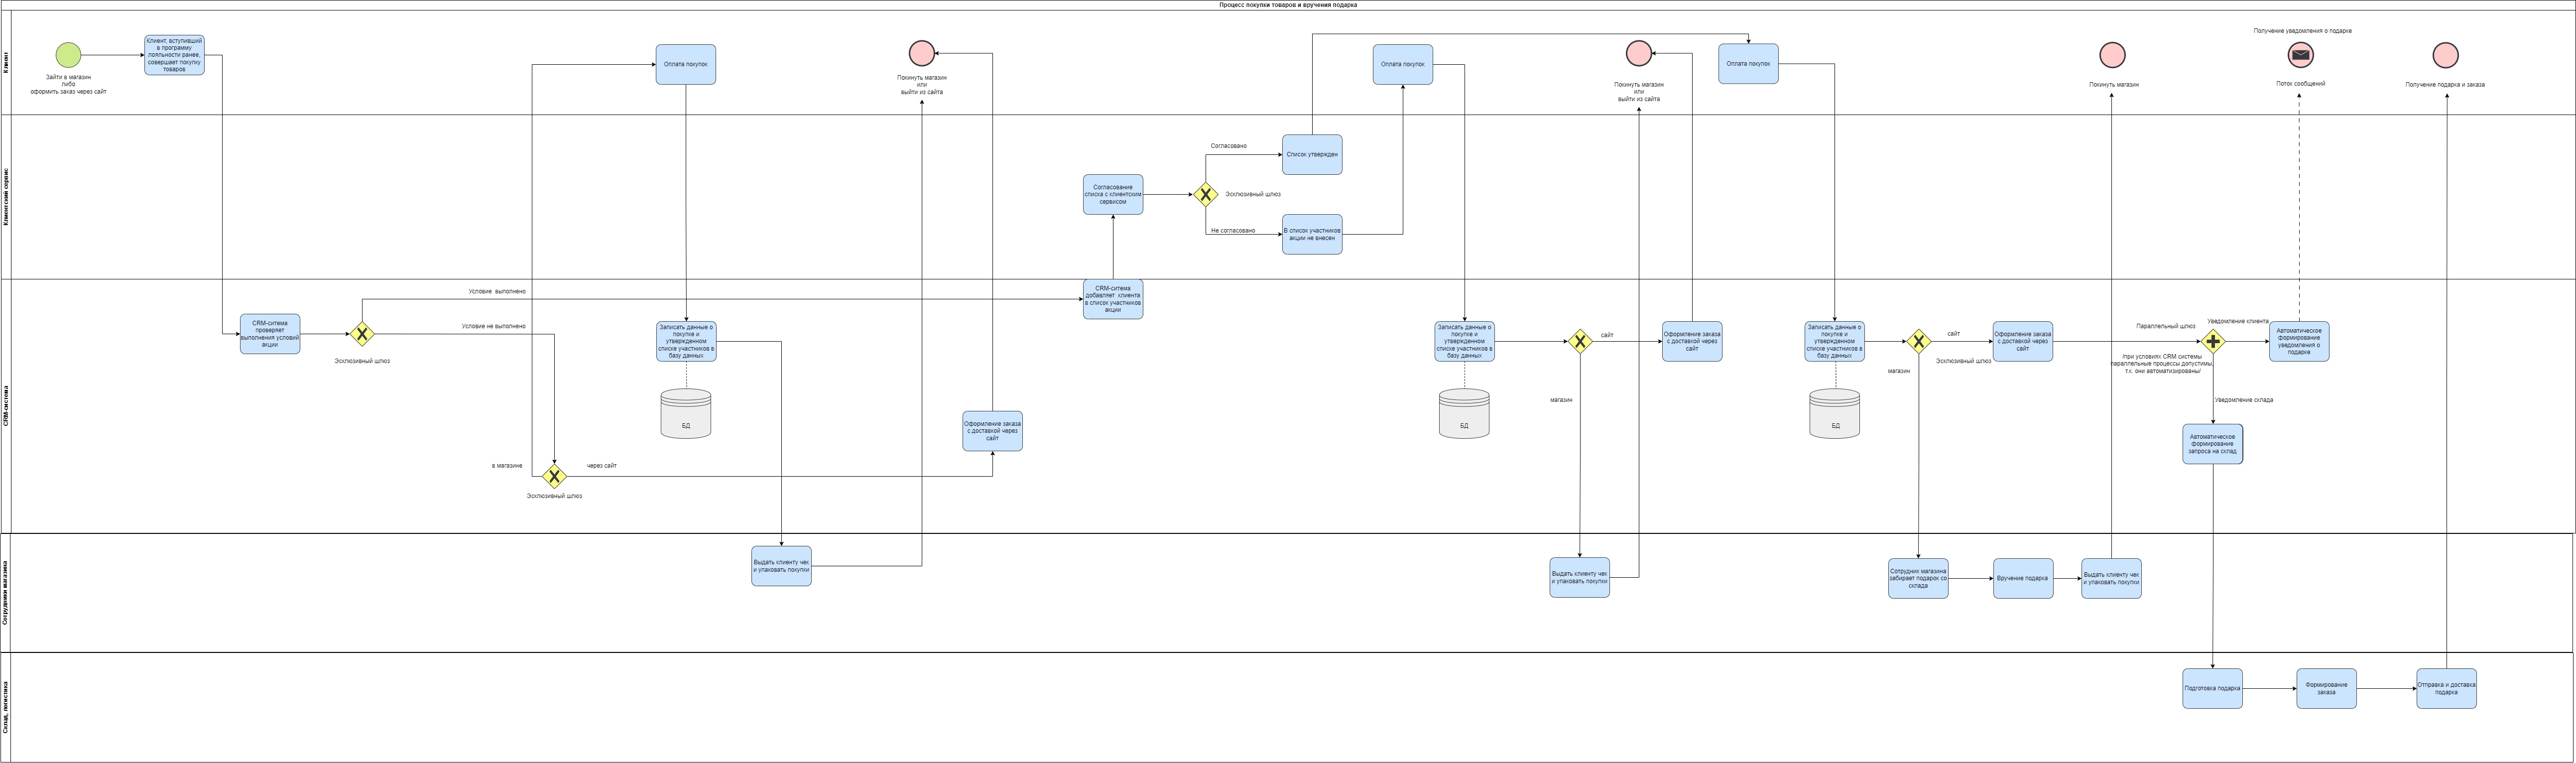 Процесс покупки товаров и вручения подарка
Клиент
Зайти в магазин
либо
оформить заказ через сайт
Клиент, вступивший
в программу
лояльности ранее,
совершает покупку
товаров
Оплата покупок
Покинуть магазин
или
выйти из сайта
Оплата покупок
Покинуть магазин
или
выйти из сайта
Оплата покупок
Покинуть магазин
Получение уведомления о подарке
Поток сообщений
Получение подарка и заказа
Клиентский сервис
Согласование
списка с клиентским
сервисом
Эсклюзивный шлюз
Согласовано
Список утвержден
Не согласовано
В список участников
акции не внесен
CRM-система
CRM-ситема
проверяет
выполнения условий
акции
Эсклюзивный шлюз
Условие выполнено
Условие не выполнено
в магазине
через сайт
Эсклюзивный шлюз
Записать данные о
покупке и
утвержденном
списке участников в
базу данных
БД
Оформление заказа
с доставкой через
сайт
CRM-ситема
добавляет клиента
в список участников
акции
Записать данные о
покупке и
утвержденном
списке участников в
базу данных
БД
сайт
магазин
Оформление заказа
с доставкой через
сайт
Записать данные о
покупке и
утвержденном
списке участников в
базу данных
БД
сайт
Эсклюзивный шлюз
магазин
Оформление заказа
с доставкой через
сайт
Параллельный шлюз
/при условиях CRM системы
параллельные процессы допустимы,
т.к. они автоматизированы/
Уведомление клиента
Автоматическое
формирование
уведомления о
подарке
Уведомление склада
Автоматическое
формирование
запроса на склад
Сотрудники магазина
Выдать клиенту чек
и упаковать покупки
Выдать клиенту чек
и упаковать покупки
Сотрудник магазина
забирает подарок со
склада
Вручение подарка
Выдать клиенту чек
и упаковать покупки
Склад, логистика
Подготовка подарка
Формирование
заказа
Отправка и доставка
подарка